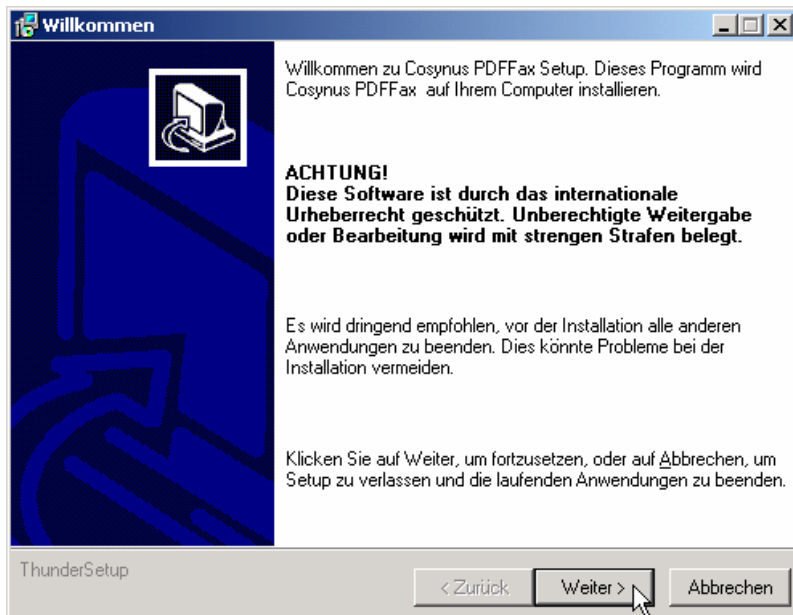 Willkommen
Willkommen zu Cosynus PDFFax Setup. Dieses Programm wird
Cosynus PDFFax auf Ihrem Computer installieren.
ACHTUNG!
Diese Software ist durch das internationale
Urheberrecht geschützt. Unberechtigte Weitergabe
oder Bearbeitung wird mit strengen Strafen belegt.
Es wird dringend empfohlen, vor der Installation alle anderen
Anwendungen zu beenden. Dies könnte Probleme bei der
Installation vermeiden.
Klicken Sie auf Weiter, um fortzusetzen, oder auf Abbrechen, um
Setup zu verlassen und die laufenden Anwendungen zu beenden.
ThunderSetup
< Zurück Weiter > Abbrechen